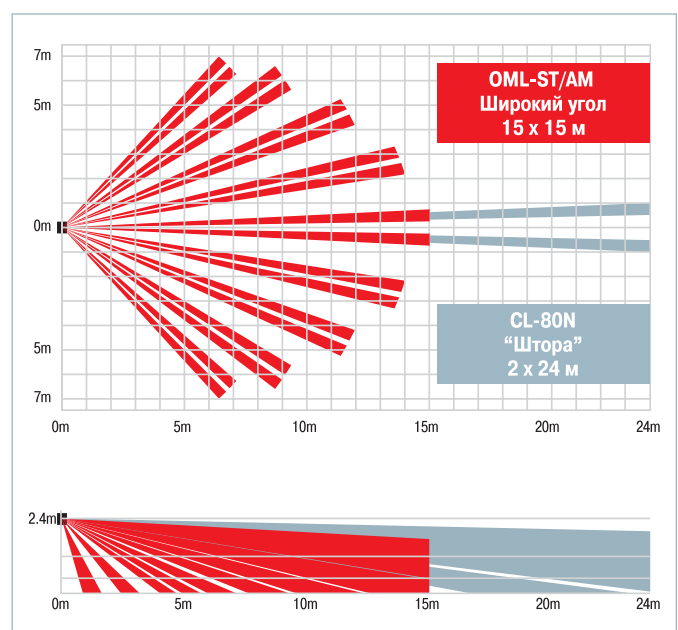 7m
5m
0m
5m
7m
OML-ST/AM
Широкий угол
15 x 15 м
CL-80N
“Штора”
2 x 24 м
0m 5m 10m 15m 20m 24m
2.4m
0m 5m 10m 15m 20m 24m